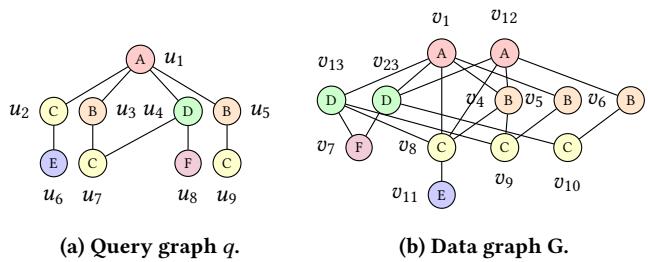 v1 v12
A u1 v13 v23 A A
u2 C B u3 u4 D B u5 D D v4 B v5 B v6 B
E C F C v7 F v8 C C C
u6 u7 u8 u9 v11 E v9 v10
(a) Query graph q. (b) Data graph G.